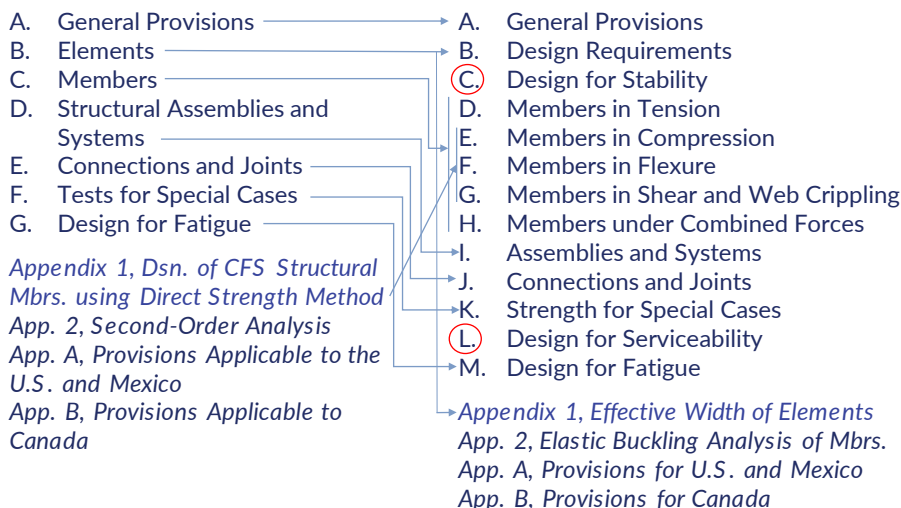 A. General Provisions
B. Elements
C. Members
D. Structural Assemblies and
Systems
E. Connections and Joints
F. Tests for Special Cases
G. Design for Fatigue
Appendix 1, Dsn. of CFS Structural
Mbrs. using Direct Strength Method
App. 2, Second-Order Analysis
App. A, Provisions Applicable to the
U.S. and Mexico
App. B, Provisions Applicable to
Canada
A. General Provisions
B. Design Requirements
C. Design for Stability
D. Members in Tension
E. Members in Compression
F. Members in Flexure
G. Members in Shear and Web Crippling
H. Members under Combined Forces
I. Assemblies and Systems
J. Connections and Joints
K. Strength for Special Cases
L. Design for Serviceability
M. Design for Fatigue
Appendix 1, Effective Width of Elements
App. 2, Elastic Buckling Analysis of Mbrs.
App. A, Provisions for U.S. and Mexico
App. B, Provisions for Canada